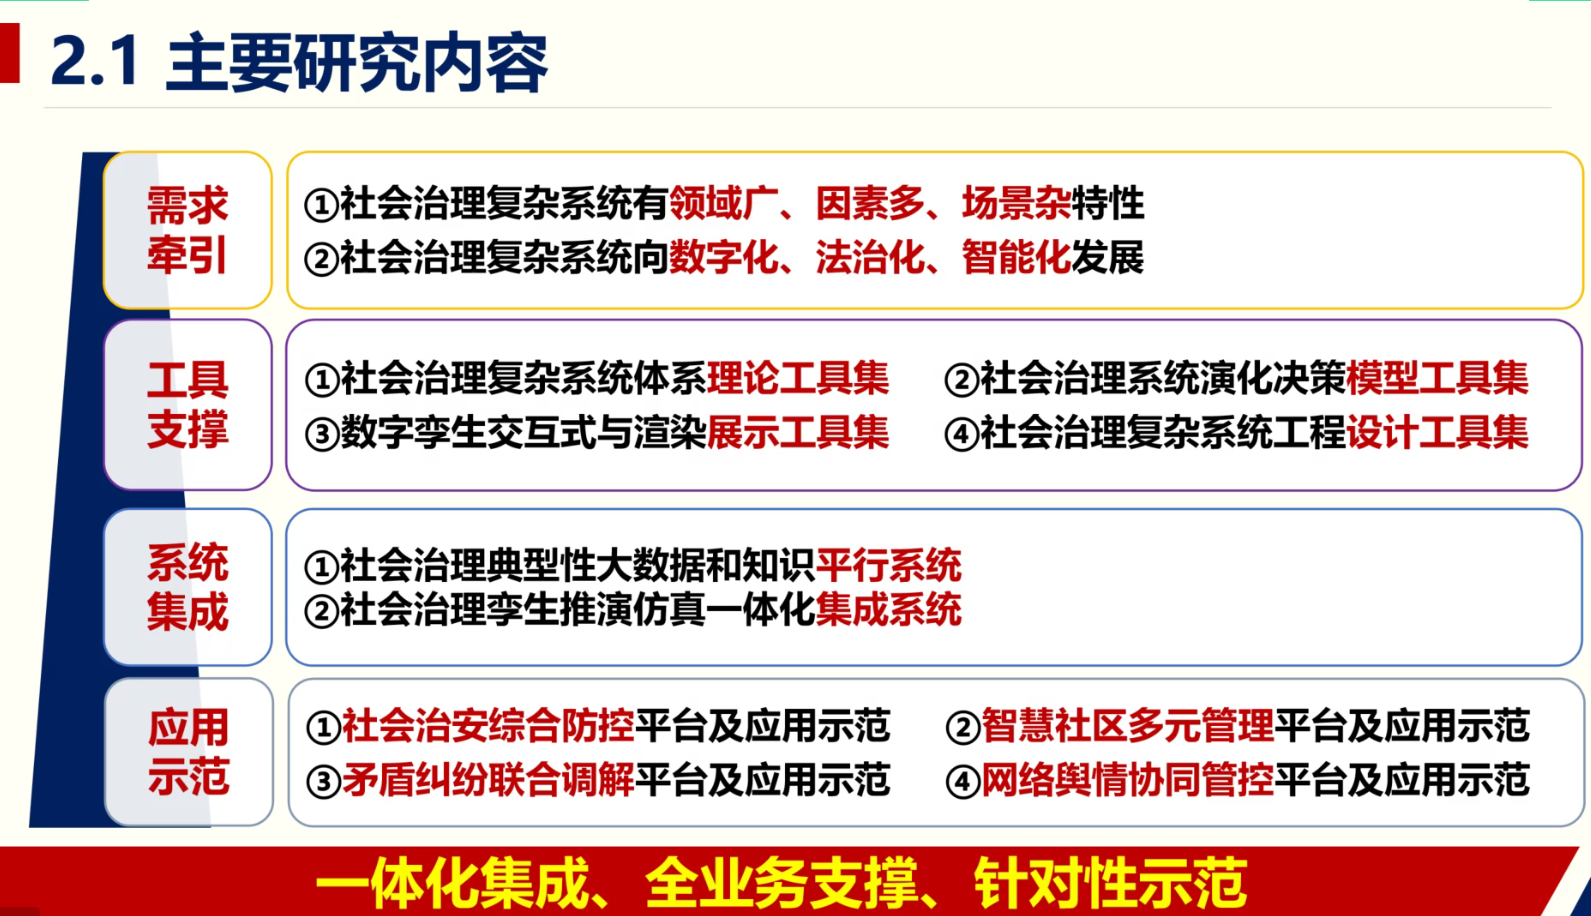 2.1 主要研究内容
需求
牵引
①社会治理复杂系统有领域广、因素多、场景杂特性
②社会治理复杂系统向数字化、法治化、智能化发展
工具
支撑
①社会治理复杂系统体系理论工具集 ②社会治理系统演化决策模型工具集
③数字孪生交互式与渲染展示工具集 ④社会治理复杂系统工程设计工具集
系统
集成
①社会治理典型性大数据和知识平行系统
②社会治理孪生推演仿真一体化集成系统
应用
示范
①社会治安综合防控平台及应用示范 ②智慧社区多元管理平台及应用示范
③矛盾纠纷联合调解平台及应用示范 ④网络舆情协同管控平台及应用示范
一体化集成、全业务支撑、针对性示范